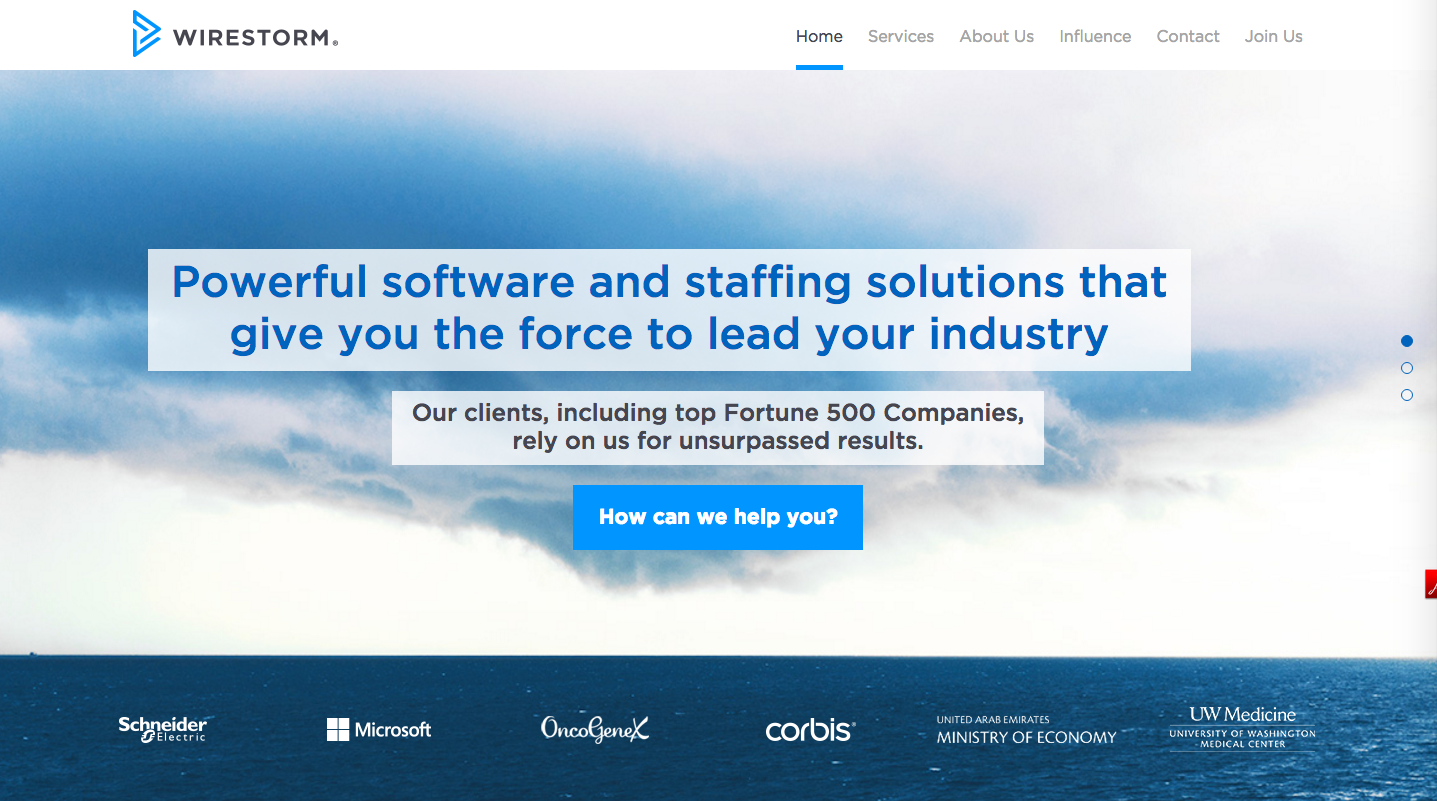 WIRESTORM®
Home Services About Us Influence Contact Join Us
Powerful software and staffing solutions that
give you the force to lead your industry
Our clients, including top Fortune 500 Companies,
rely on us for unsurpassed results.
How can we help you?
Schneider
Electric
Microsoft
OncoGeneX
corbis®
UNITED ARAB EMIRATES
MINISTRY OF ECONOMY
UW Medicine
UNIVERSITY OF WASHINGTON
MEDICAL CENTER